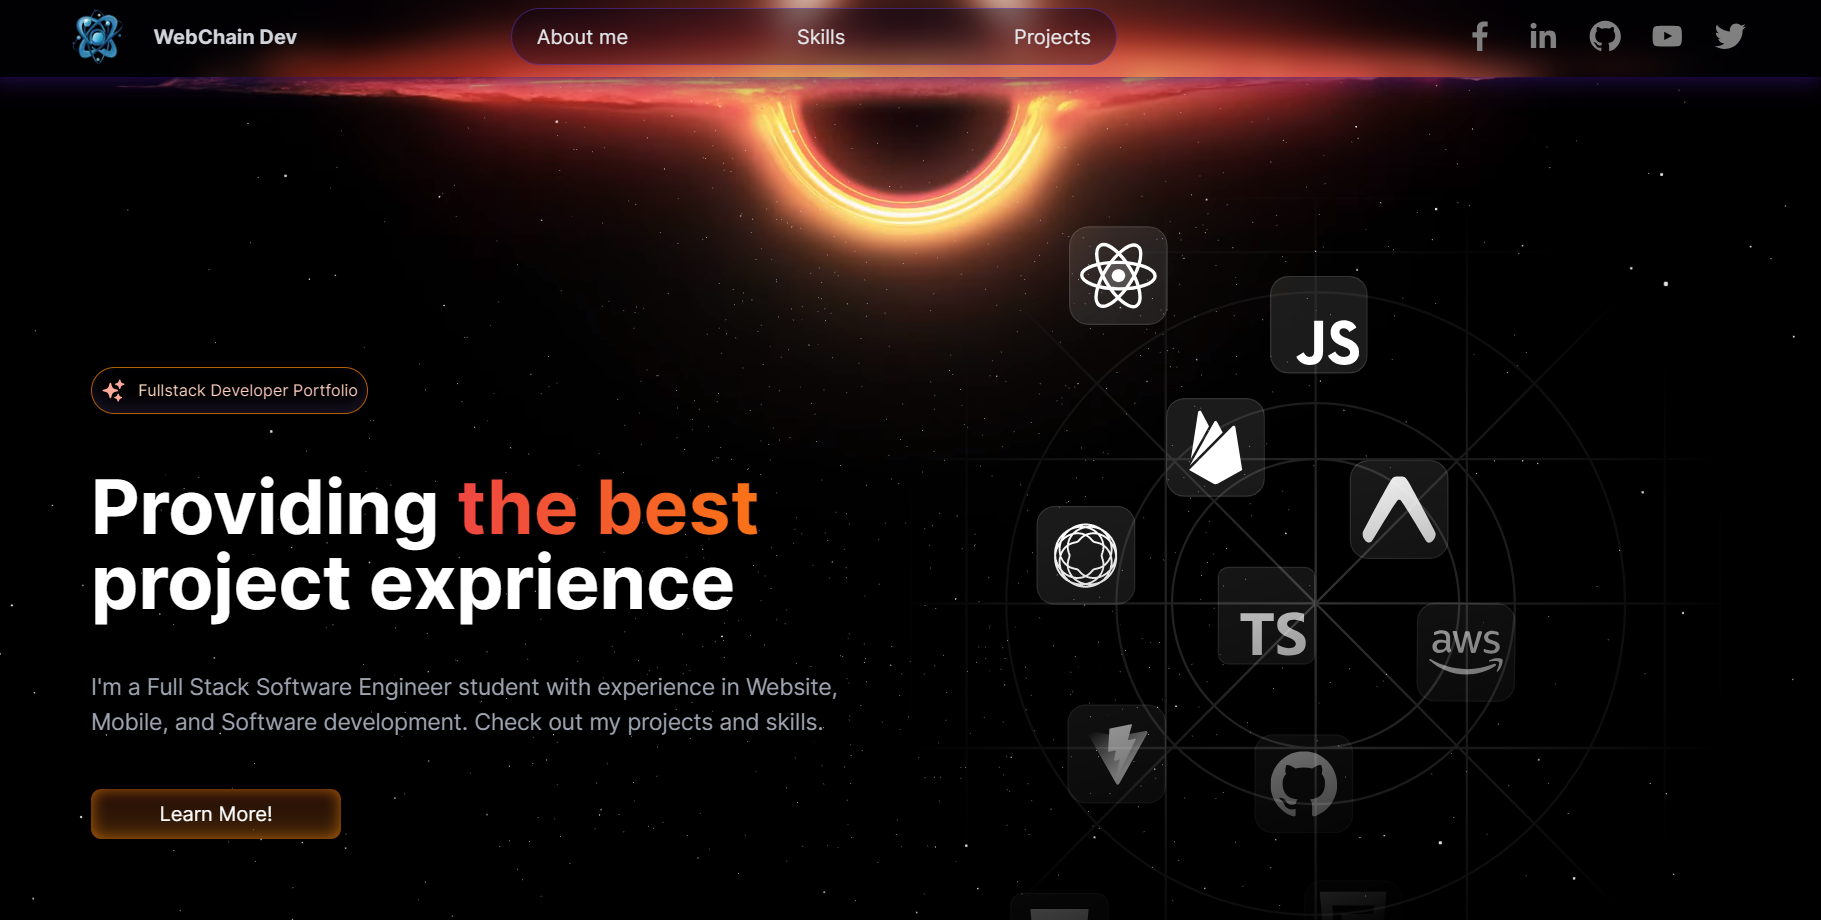 WebChain Dev
About me
Skills
Projects
Fullstack Developer Portfolio
Providing the best
project exprience
I'm a Full Stack Software Engineer student with experience in Website,
Mobile, and Software development. Check out my projects and skills.
Learn More!
JS
TS
aws